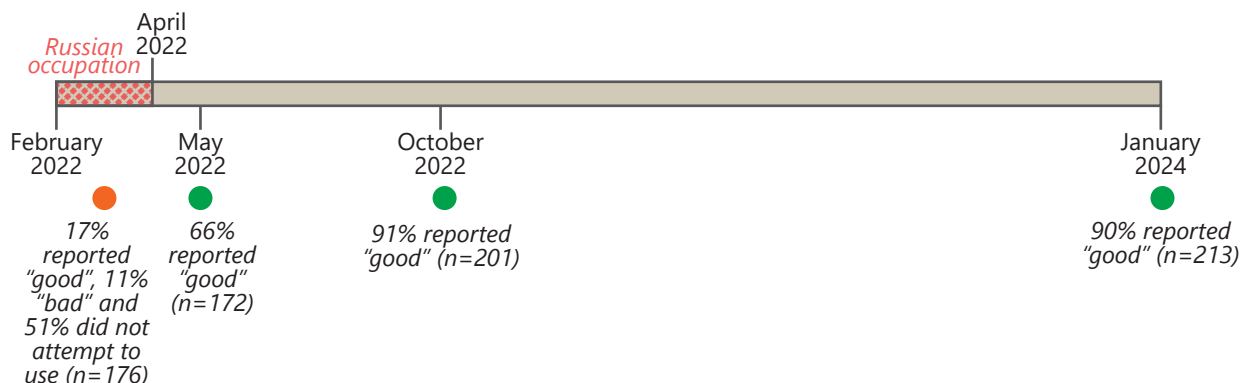 April
2022
Russian
occupation
February
2022
May
2022
October
2022
January
2024
17%
reported
“good”, 11%
“bad” and
51% did not
attempt to
use (n=176)
66%
reported
“good”
(n=172)
91% reported
“good” (n=201)
90% reported
“good” (n=213)